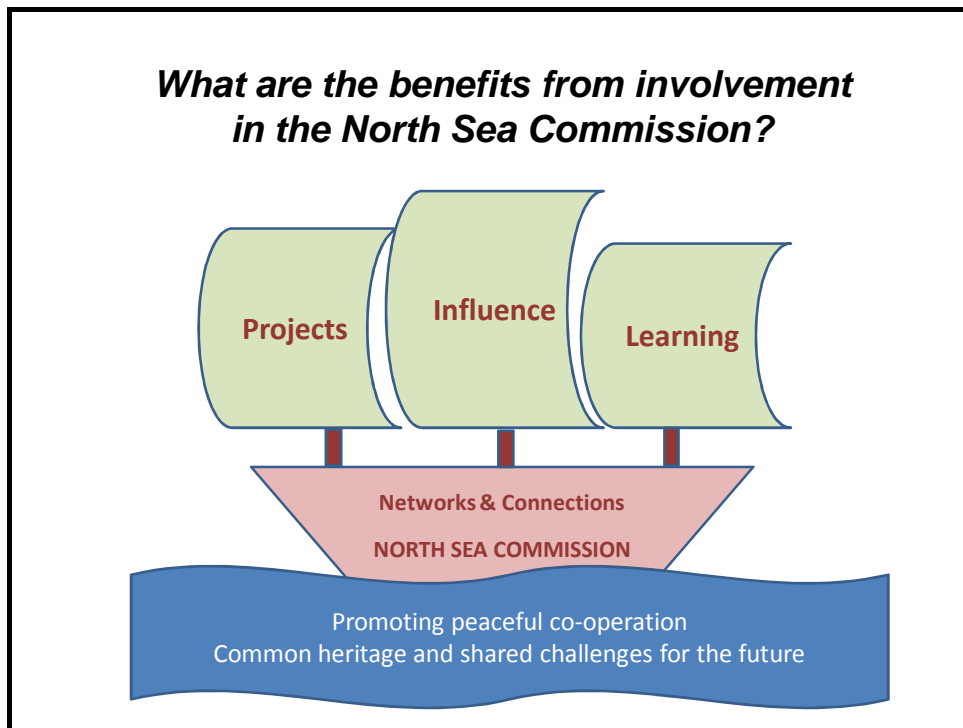 What are the benefits from involvement
in the North Sea Commission?
Projects
Influence
Learning
Networks & Connections
NORTH SEA COMMISSION
Promoting peaceful co-operation
Common heritage and shared challenges for the future